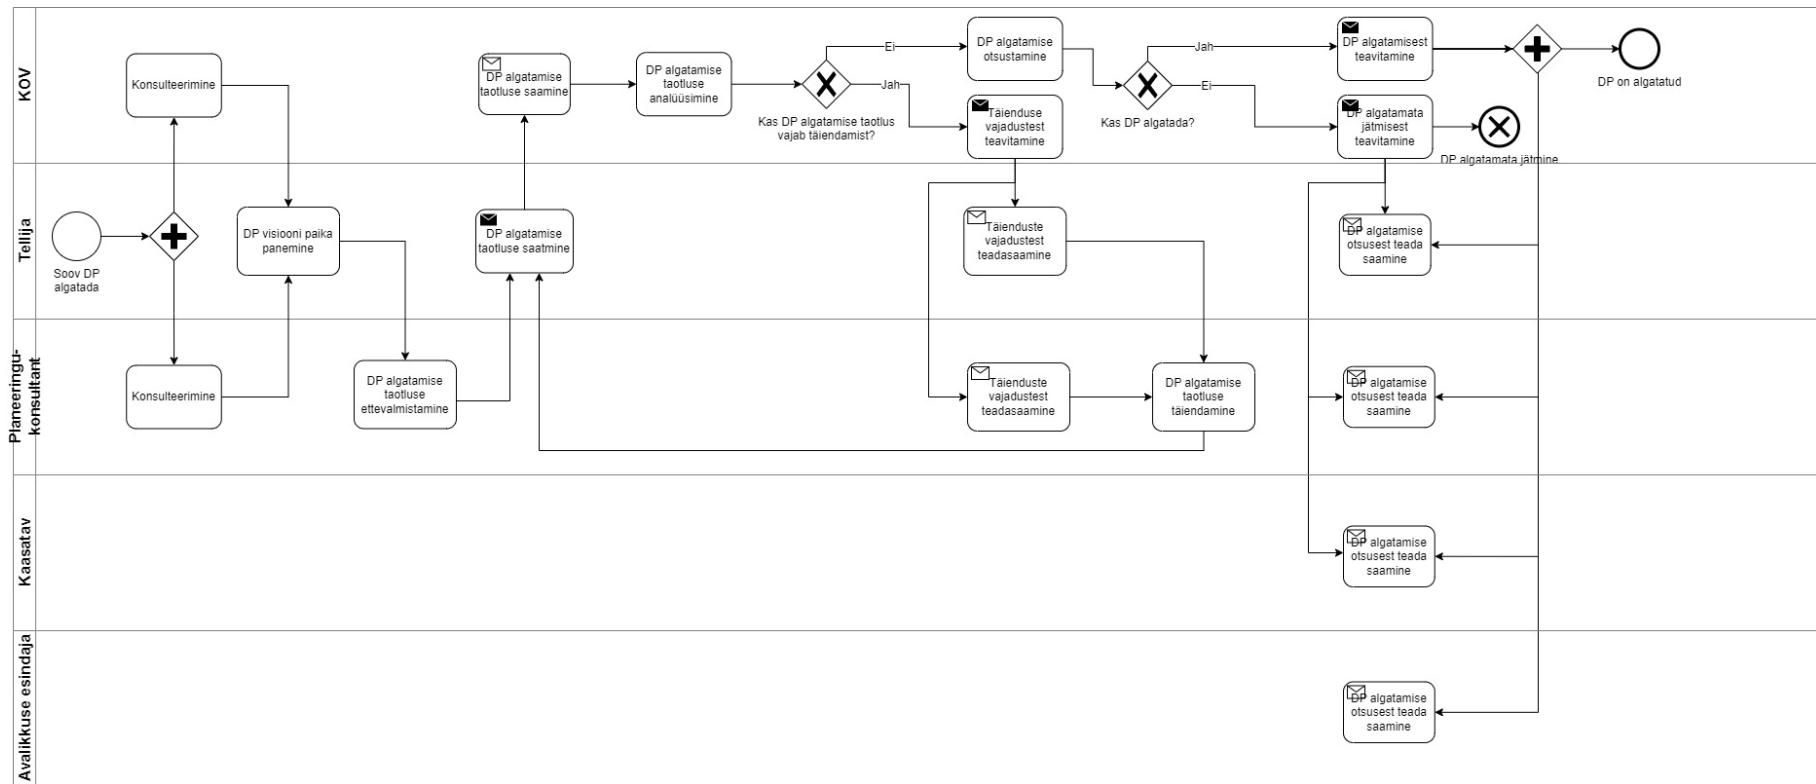 KOV
Konsulteerimine
DP algatamise
taotluse saamine
DP algatamise
taotluse
analüüsimine
Ei
Jah
Kas DP algatamise taotlus
vajab täiendamist?
DP algatamise
otsustamine
Täienduse
vajadustest
teavitamine
Kas DP algatada?
Jah
Ei
DP algatamisest
teavitamine
DP algatamata
jätmisest
teavitamine
DP algatamata jätmine
DP on algatatud
Tellija
Soov DP
algatada
DP visiooni paika
panemine
DP algatamise
taotluse saatmine
Täienduste
vajadustest
teadasaamine
DP algatamise
otsusest teada
saamine
Planeeringu-
konsultant
Konsulteerimine
DP algatamise
taotluse
ettevalmistamine
Täienduste
vajadustest
teadasaamine
DP algatamise
taotluse
täiendamine
DP algatamise
otsusest teada
saamine
Kaasatav
DP algatamise
otsusest teada
saamine
Avalikkuse esindaja
DP algatamise
otsusest teada
saamine